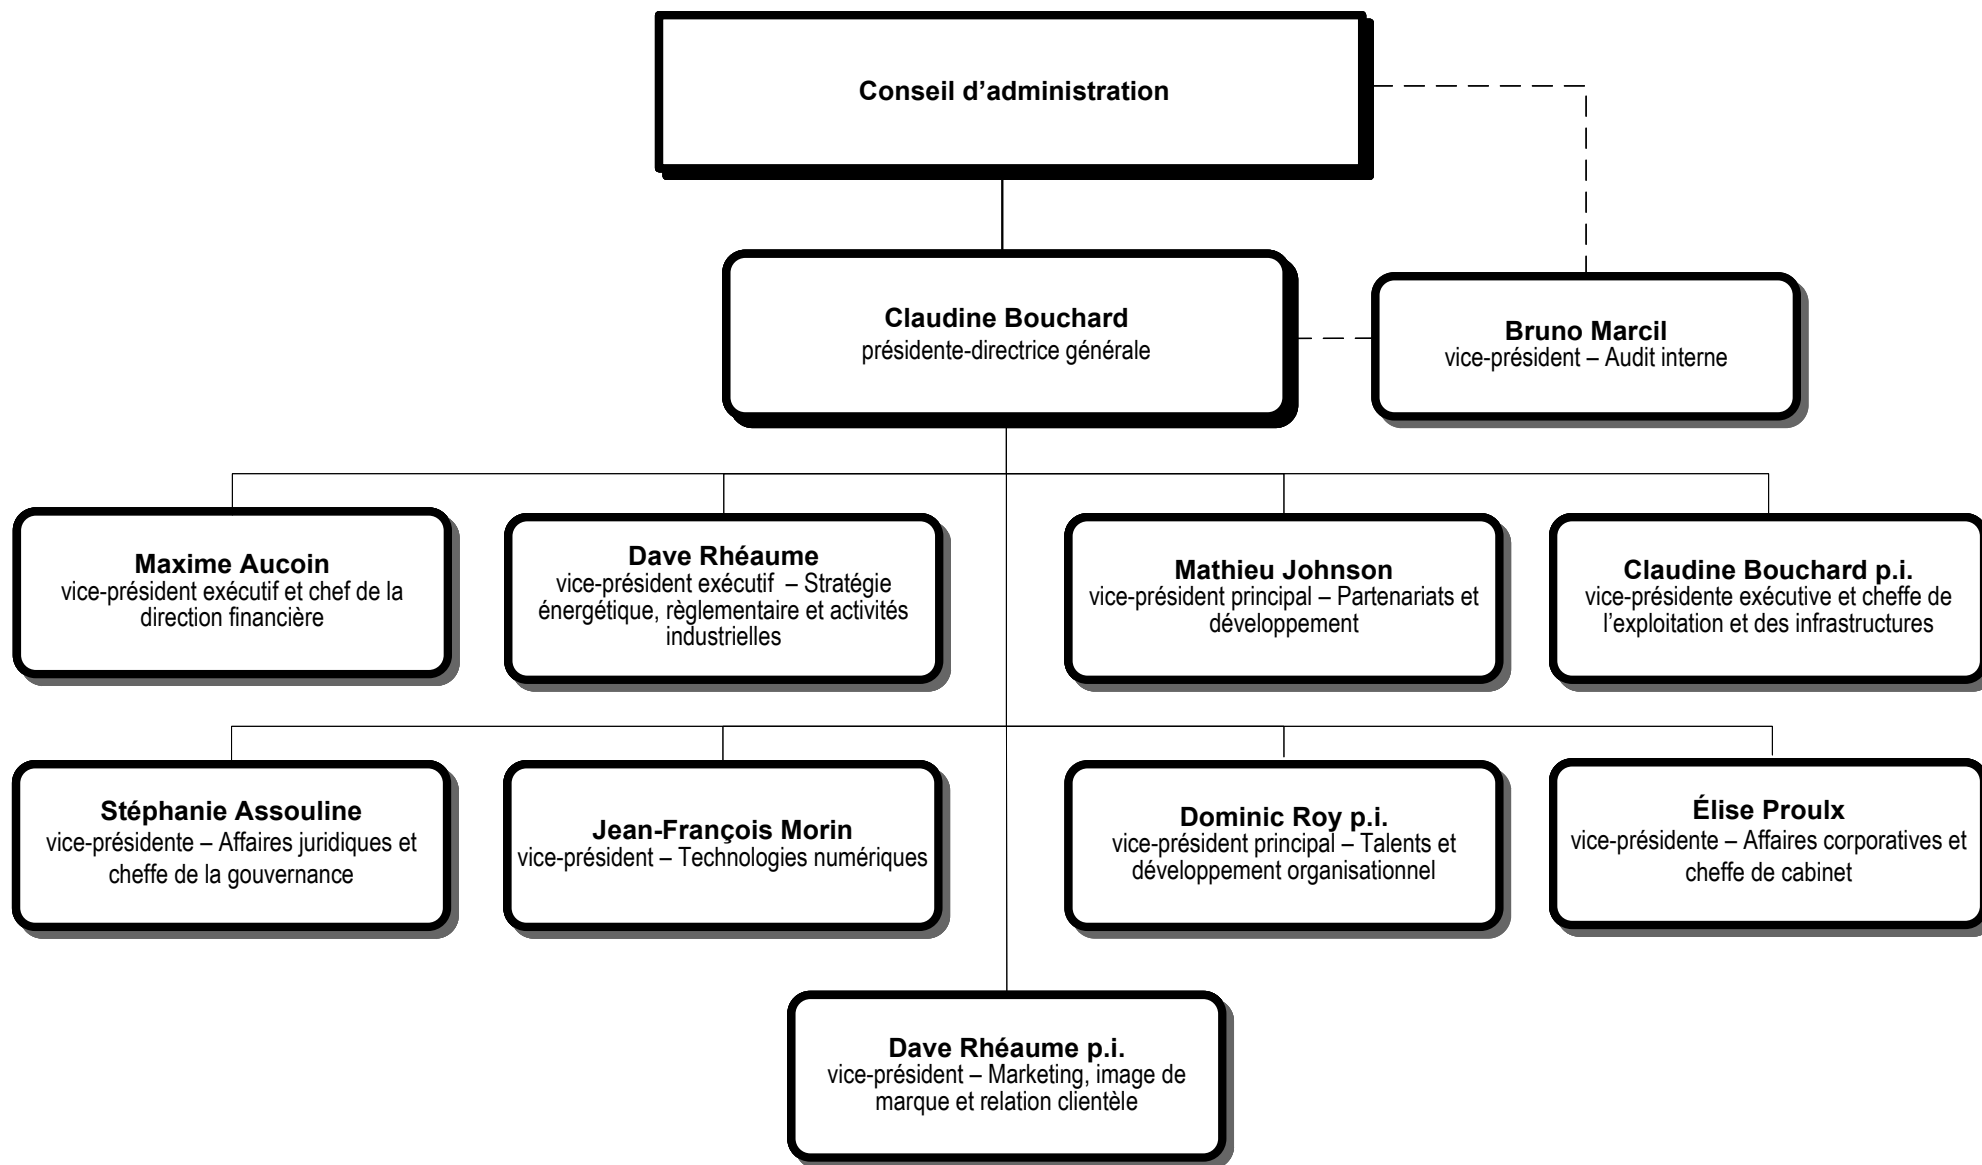 Conseil d’administration
Claudine Bouchard
présidente-directrice générale
Bruno Marcil
vice-président – Audit interne
Maxime Aucoin
vice-président exécutif et chef de la
direction financière
Dave Rhéaume
vice-président exécutif – Stratégie
énergétique, règlementaire et activités
industrielles
Mathieu Johnson
vice-président principal – Partenariats et
développement
Claudine Bouchard p.i.
vice-présidente exécutive et cheffe de
l’exploitation et des infrastructures
Stéphanie Assouline
vice-présidente – Affaires juridiques et
cheffe de la gouvernance
Jean-François Morin
vice-président – Technologies numériques
Dominic Roy p.i.
vice-président principal – Talents et
développement organisationnel
Élise Proulx
vice-présidente – Affaires corporatives et
cheffe de cabinet
Dave Rhéaume p.i.
vice-président – Marketing, image de
marque et relation clientèle